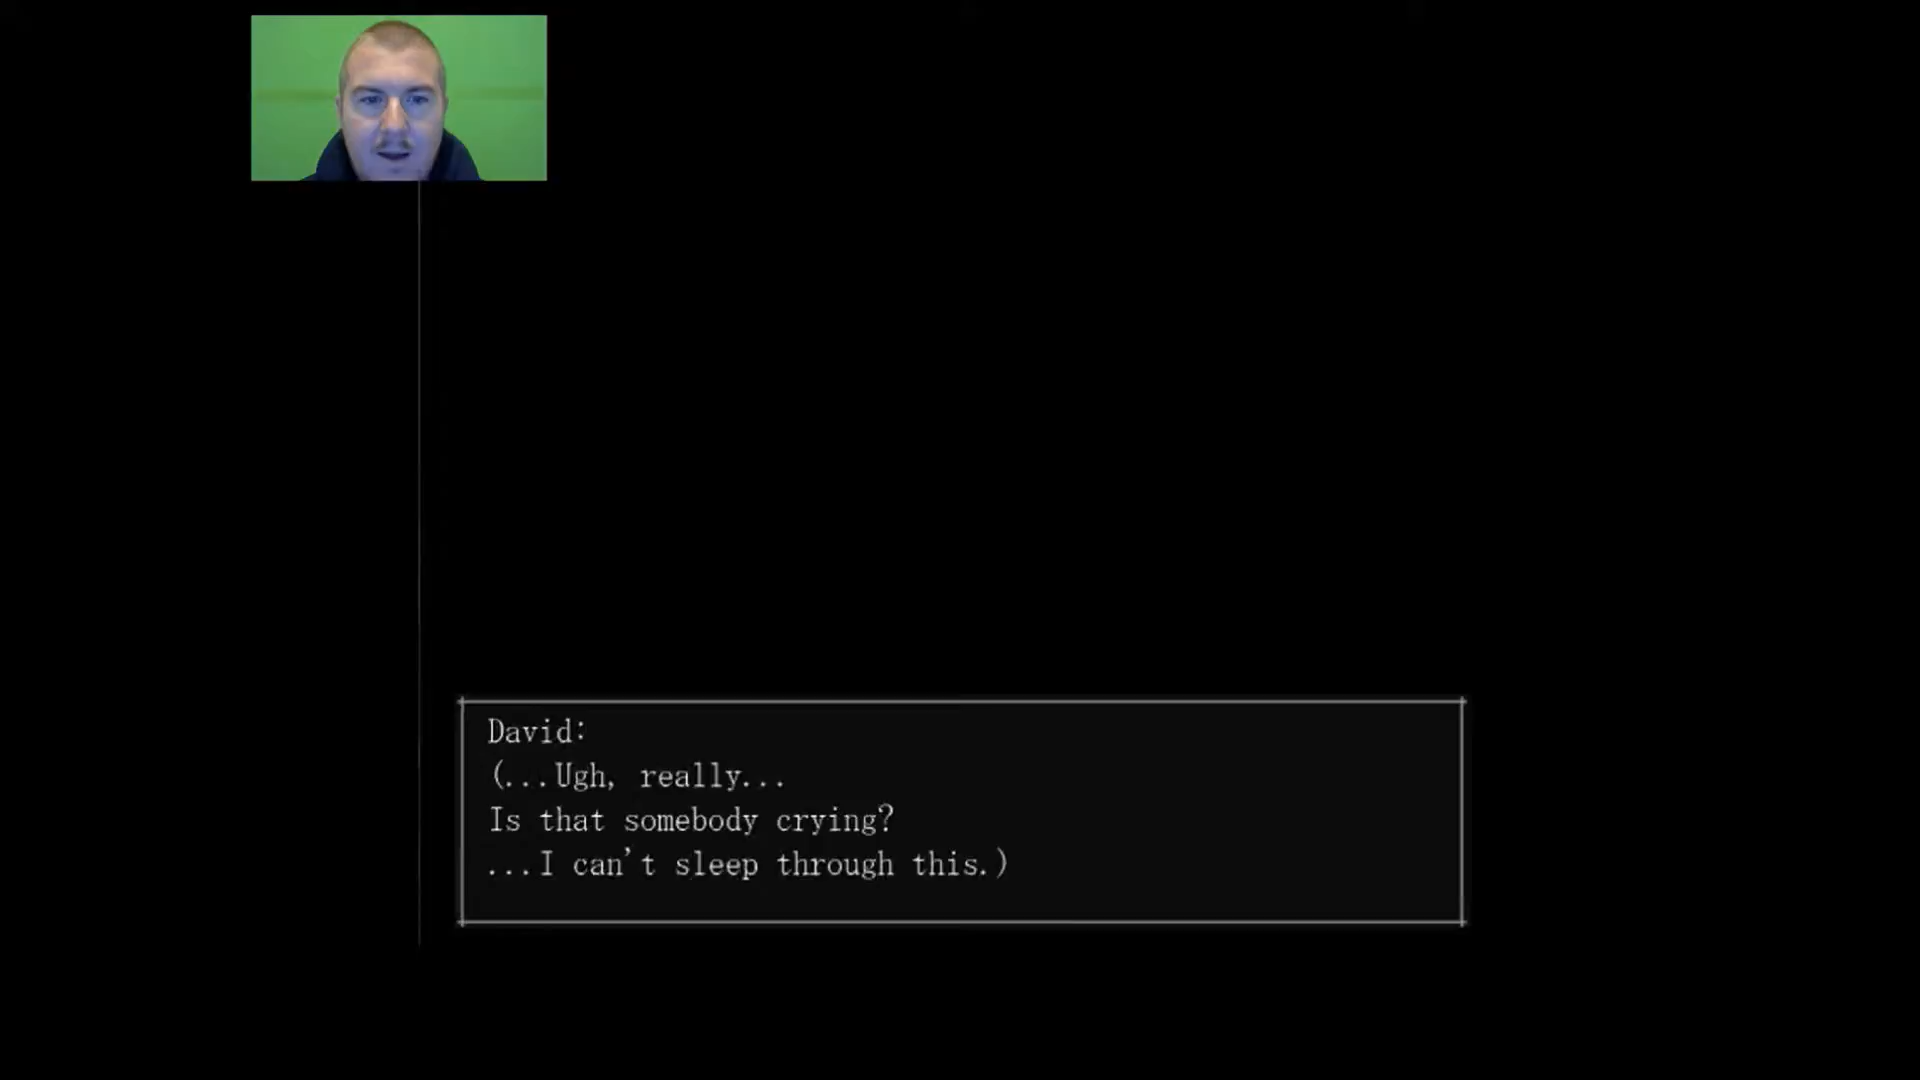 David:
(...Ugh, really...
Is that somebody crying?
...I can't sleep through this.)